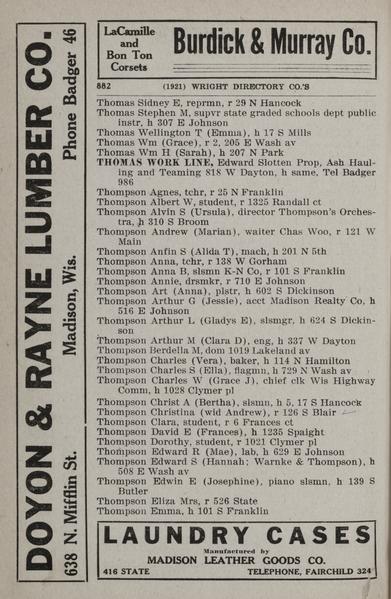 DOYON & RAYNE LUMBER CO.
638 N. Mifflin St. Madison, Wis. Phone Badger 46
LaCamille
and
Bon Ton
Corsets
Burdick & Murray Co.
882 (1921) WRIGHT DIRECTORY CO.'S
Thomas Sidney E, reprmn, r 29 N Hancock
Thomas Stephen M, supvr state graded schools dept public
instr, h 307 E Johnson
Thomas Wellington T (Emma), h 17 S Mills
Thomas Wm (Grace), r 2, 205 E Wash av
Thomas Wm H (Sarah), h 207 N Park
THOMAS WORK LINE, Edward Slotten Prop, Ash Haul-
ing and Teaming 818 W Dayton, h same, Tel Badger
986
Thompson Agnes, tchr, r 25 N Franklin
Thompson Albert W, student, r 1325 Randall ct
Thompson Alvin S (Ursula), director Thompson's Orches-
tra, h 310 S Broom
Thompson Andrew (Marian), waiter Chas Woo, r 121 W
Main
Thompson Anfin S (Alida T), mach, h 201 N 5th
Thompson Anna, tchr, r 138 W Gorham
Thompson Anna B, slsmn K-N Co, r 101 S Franklin
Thompson Annie, drsmkr, r 710 E Johnson
Thompson Art (Anna), plstr, h 602 S Dickinson
Thompson Arthur G (Jessie), acct Madison Realty Co, h
516 E Johnson
Thompson Arthur L (Gladys E), slsmgr, h 624 S Dickin-
son
Thompson Arthur M (Clara D), eng, h 337 W Dayton
Thompson Berdella M, dom 1019 Lakeland av
Thompson Charles (Vera), baker, h 114 N Hamilton
Thompson Charles S (Ella), flagmn, h 729 N Wash av
Thompson Charles W (Grace J), chief clk Wis Highway
Comm, h 1028 Clymer pl
Thompson Christ A (Bertha), slsmn, h 5, 17 S Hancock
Thompson Christina (wid Andrew), r 126 S Blair
Thompson Clara, student, r 6 Frances ct
Thompson David E (Frances), h 1235 Spaight
Thompson Dorothy, student, r 1021 Clymer pl
Thompson Edward R (Mae), lab, h 629 E Johnson
Thompson Edward S (Hannah; Warnke & Thompson), h
508 E Wash av
Thompson Edwin E (Josephine), piano slsmn, h 139 S
Butler
Thompson Eliza Mrs, r 526 State
Thompson Emma, h 101 S Franklin
LAUNDRY CASES
Manufactured by
MADISON LEATHER GOODS CO.
416 STATE TELEPHONE, FAIRCHILD 324